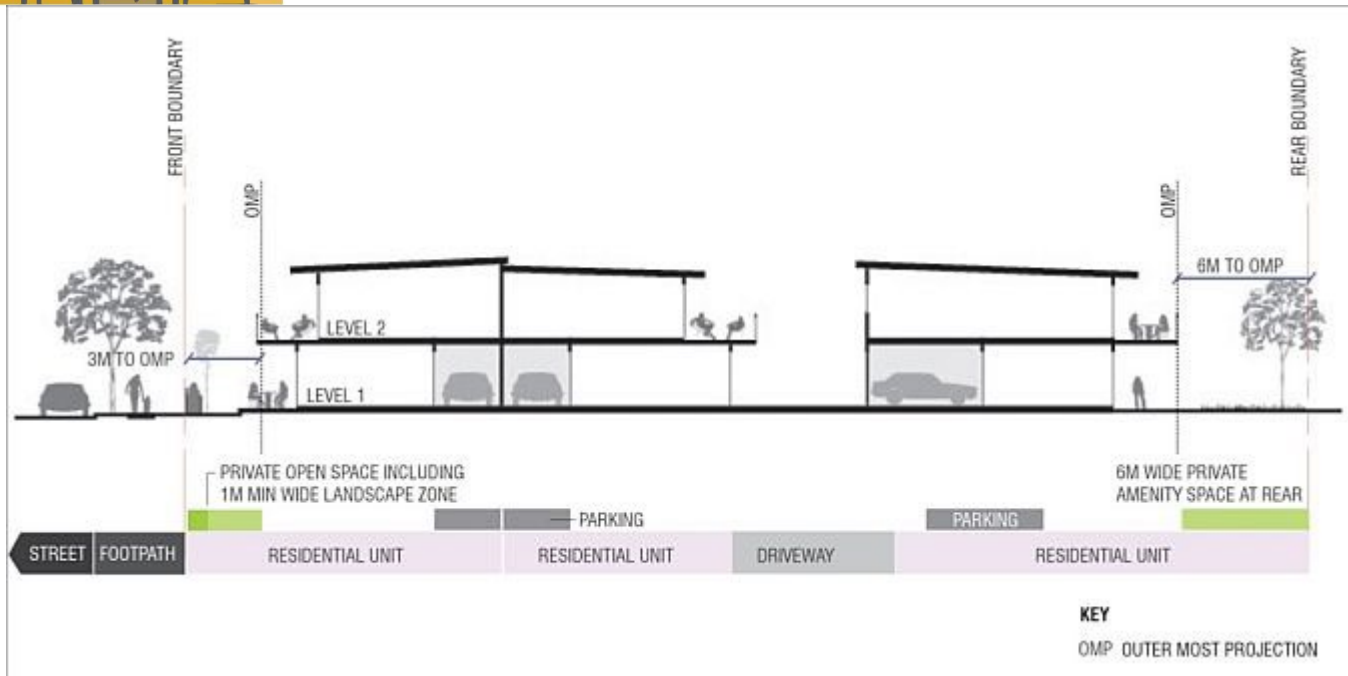 FRONT BOUNDARY
REAR BOUNDARY
OMP
OMP
6M TO OMP
LEVEL 2
3M TO OMP
LEVEL 1
PRIVATE OPEN SPACE INCLUDING
1M MIN WIDE LANDSCAPE ZONE
6M WIDE PRIVATE
AMENITY SPACE AT REAR
PARKING
PARKING
STREET
FOOTPATH
RESIDENTIAL UNIT
RESIDENTIAL UNIT
DRIVEWAY
RESIDENTIAL UNIT
KEY
OMP OUTER MOST PROJECTION